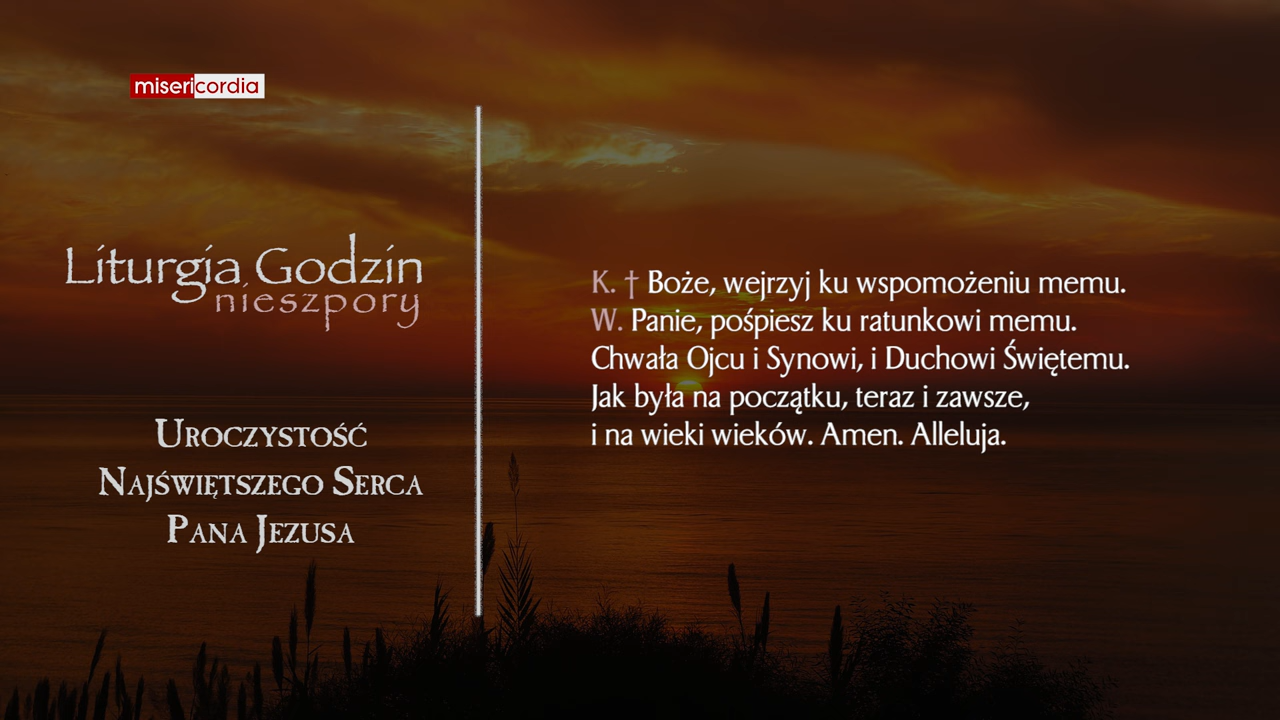 misericordia
Liturgia Godzin
nieszpory
Uroczystość
Najświętszego Serca
Pana Jezusa
K. † Boże, wejrzyj ku wspomożeniu memu.
W. Panie, pośpiesz ku ratunkowi memu.
Chwała Ojcu i Synowi, i Duchowi Świętemu.
Jak była na początku, teraz i zawsze,
i na wieki wieków. Amen. Alleluja.